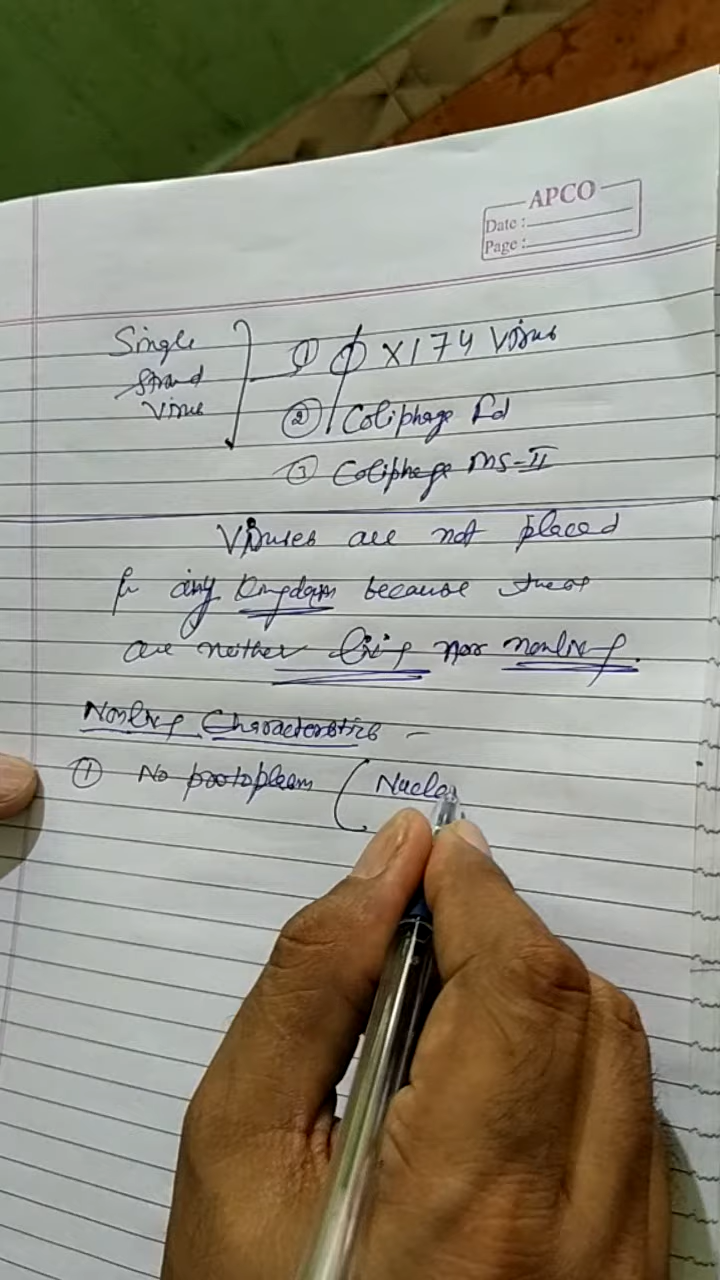 APCO
Date :
Page :
Single
Strand
Virus
① ϕ X174 Virus
② Coliphage fd
③ Coliphage MS-II
Viruses are not placed
in any kingdom because these
are neither living nor nonliving.
Nonliving Characteristics –
① No protoplasm ( Nucle